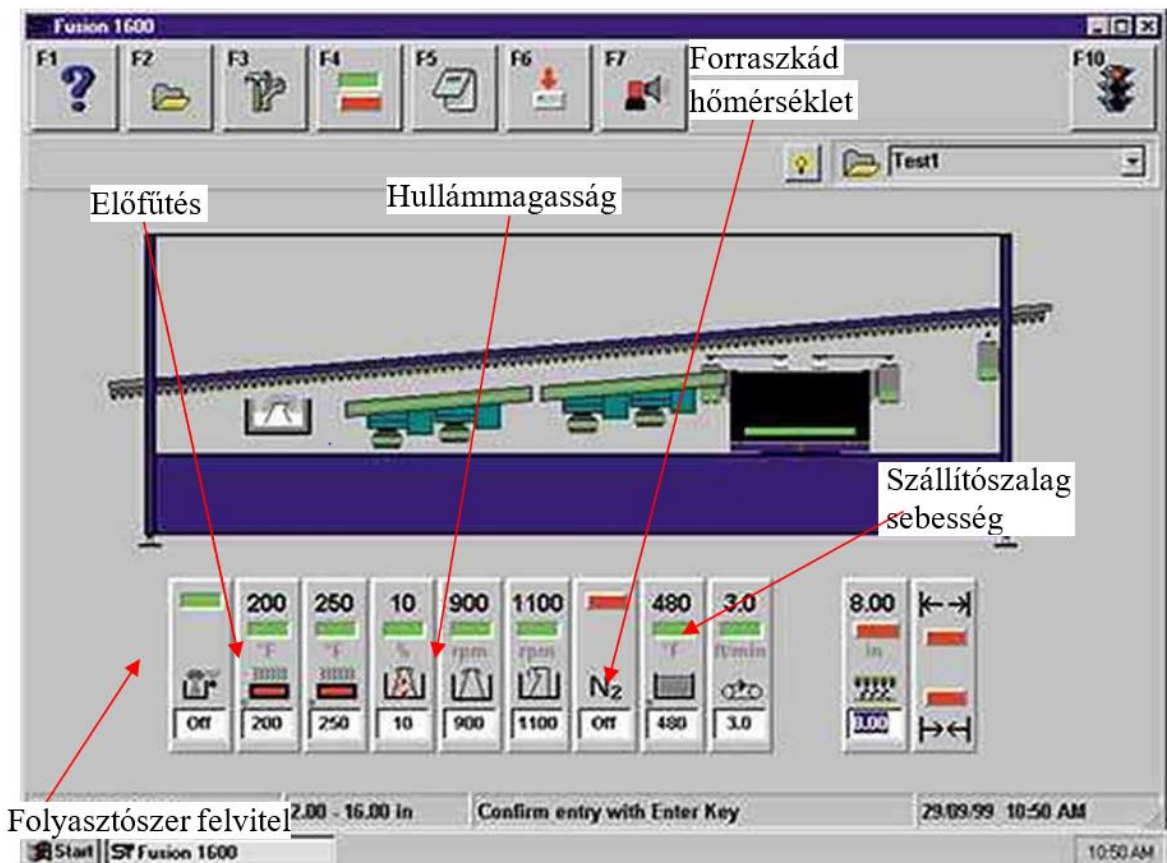 Fusion 1600
F1 F2 F3 F4 F5 F6 F7 F10
Forraszkád
hőmérséklet
Test1
Előfűtés
Hullámmagasság
Szállítószalag
sebesség
200 250 10 900 1100 480 3.0 8.00
°F °F % rpm rpm °F ft/min in
N2
Off 200 250 10 900 1100 Off 480 3.0 8.00
Folyasztószer felvitel
2.00 - 16.00 in Confirm entry with Enter Key 29/09/99 10:50 AM
Start ST Fusion 1600 10:50 AM